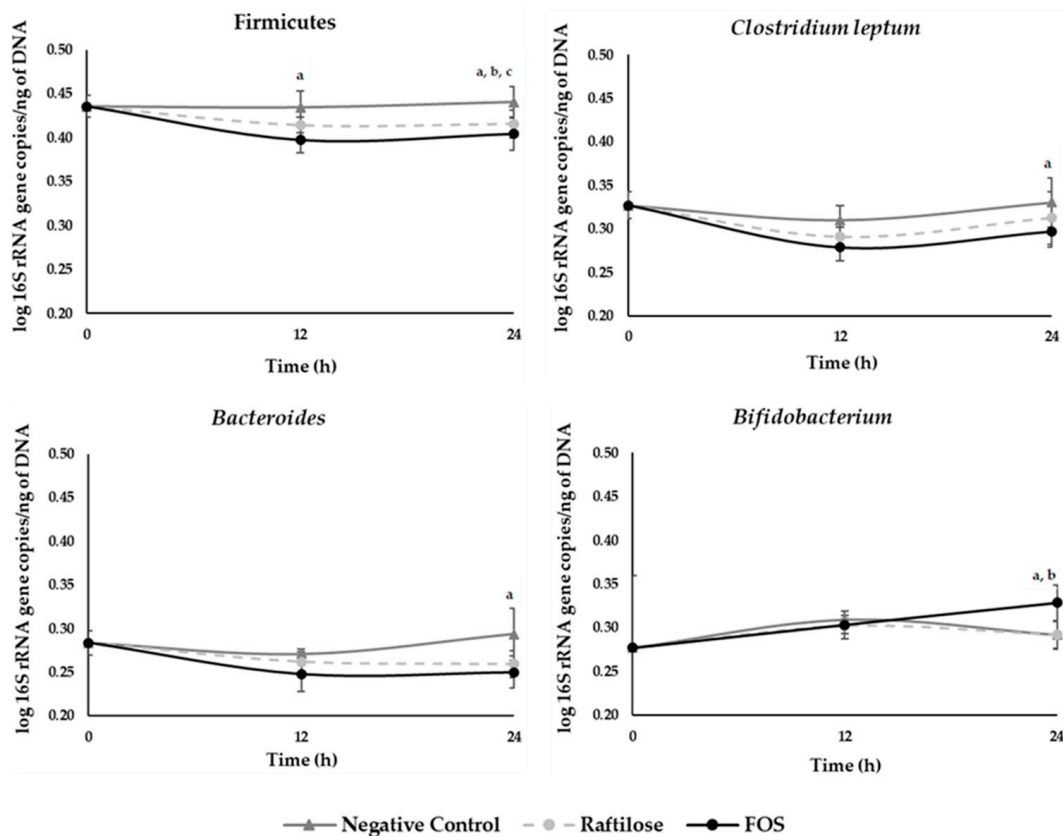 Firmicutes
log 16S rRNA gene copies/ng of DNA
0.50
0.45
0.40
0.35
0.30
0.25
0.20
a
a, b, c
0
12
24
Time (h)
Clostridium leptum
log 16S rRNA gene copies/ng of DNA
0.50
0.45
0.40
0.35
0.30
0.25
0.20
a
0
12
24
Time (h)
Bacteroides
log 16S rRNA gene copies/ng of DNA
0.50
0.45
0.40
0.35
0.30
0.25
0.20
a
0
12
24
Time (h)
Bifidobacterium
log 16S rRNA gene copies/ng of DNA
0.50
0.45
0.40
0.35
0.30
0.25
0.20
a, b
0
12
24
Time (h)
Negative Control
Raftilose
FOS